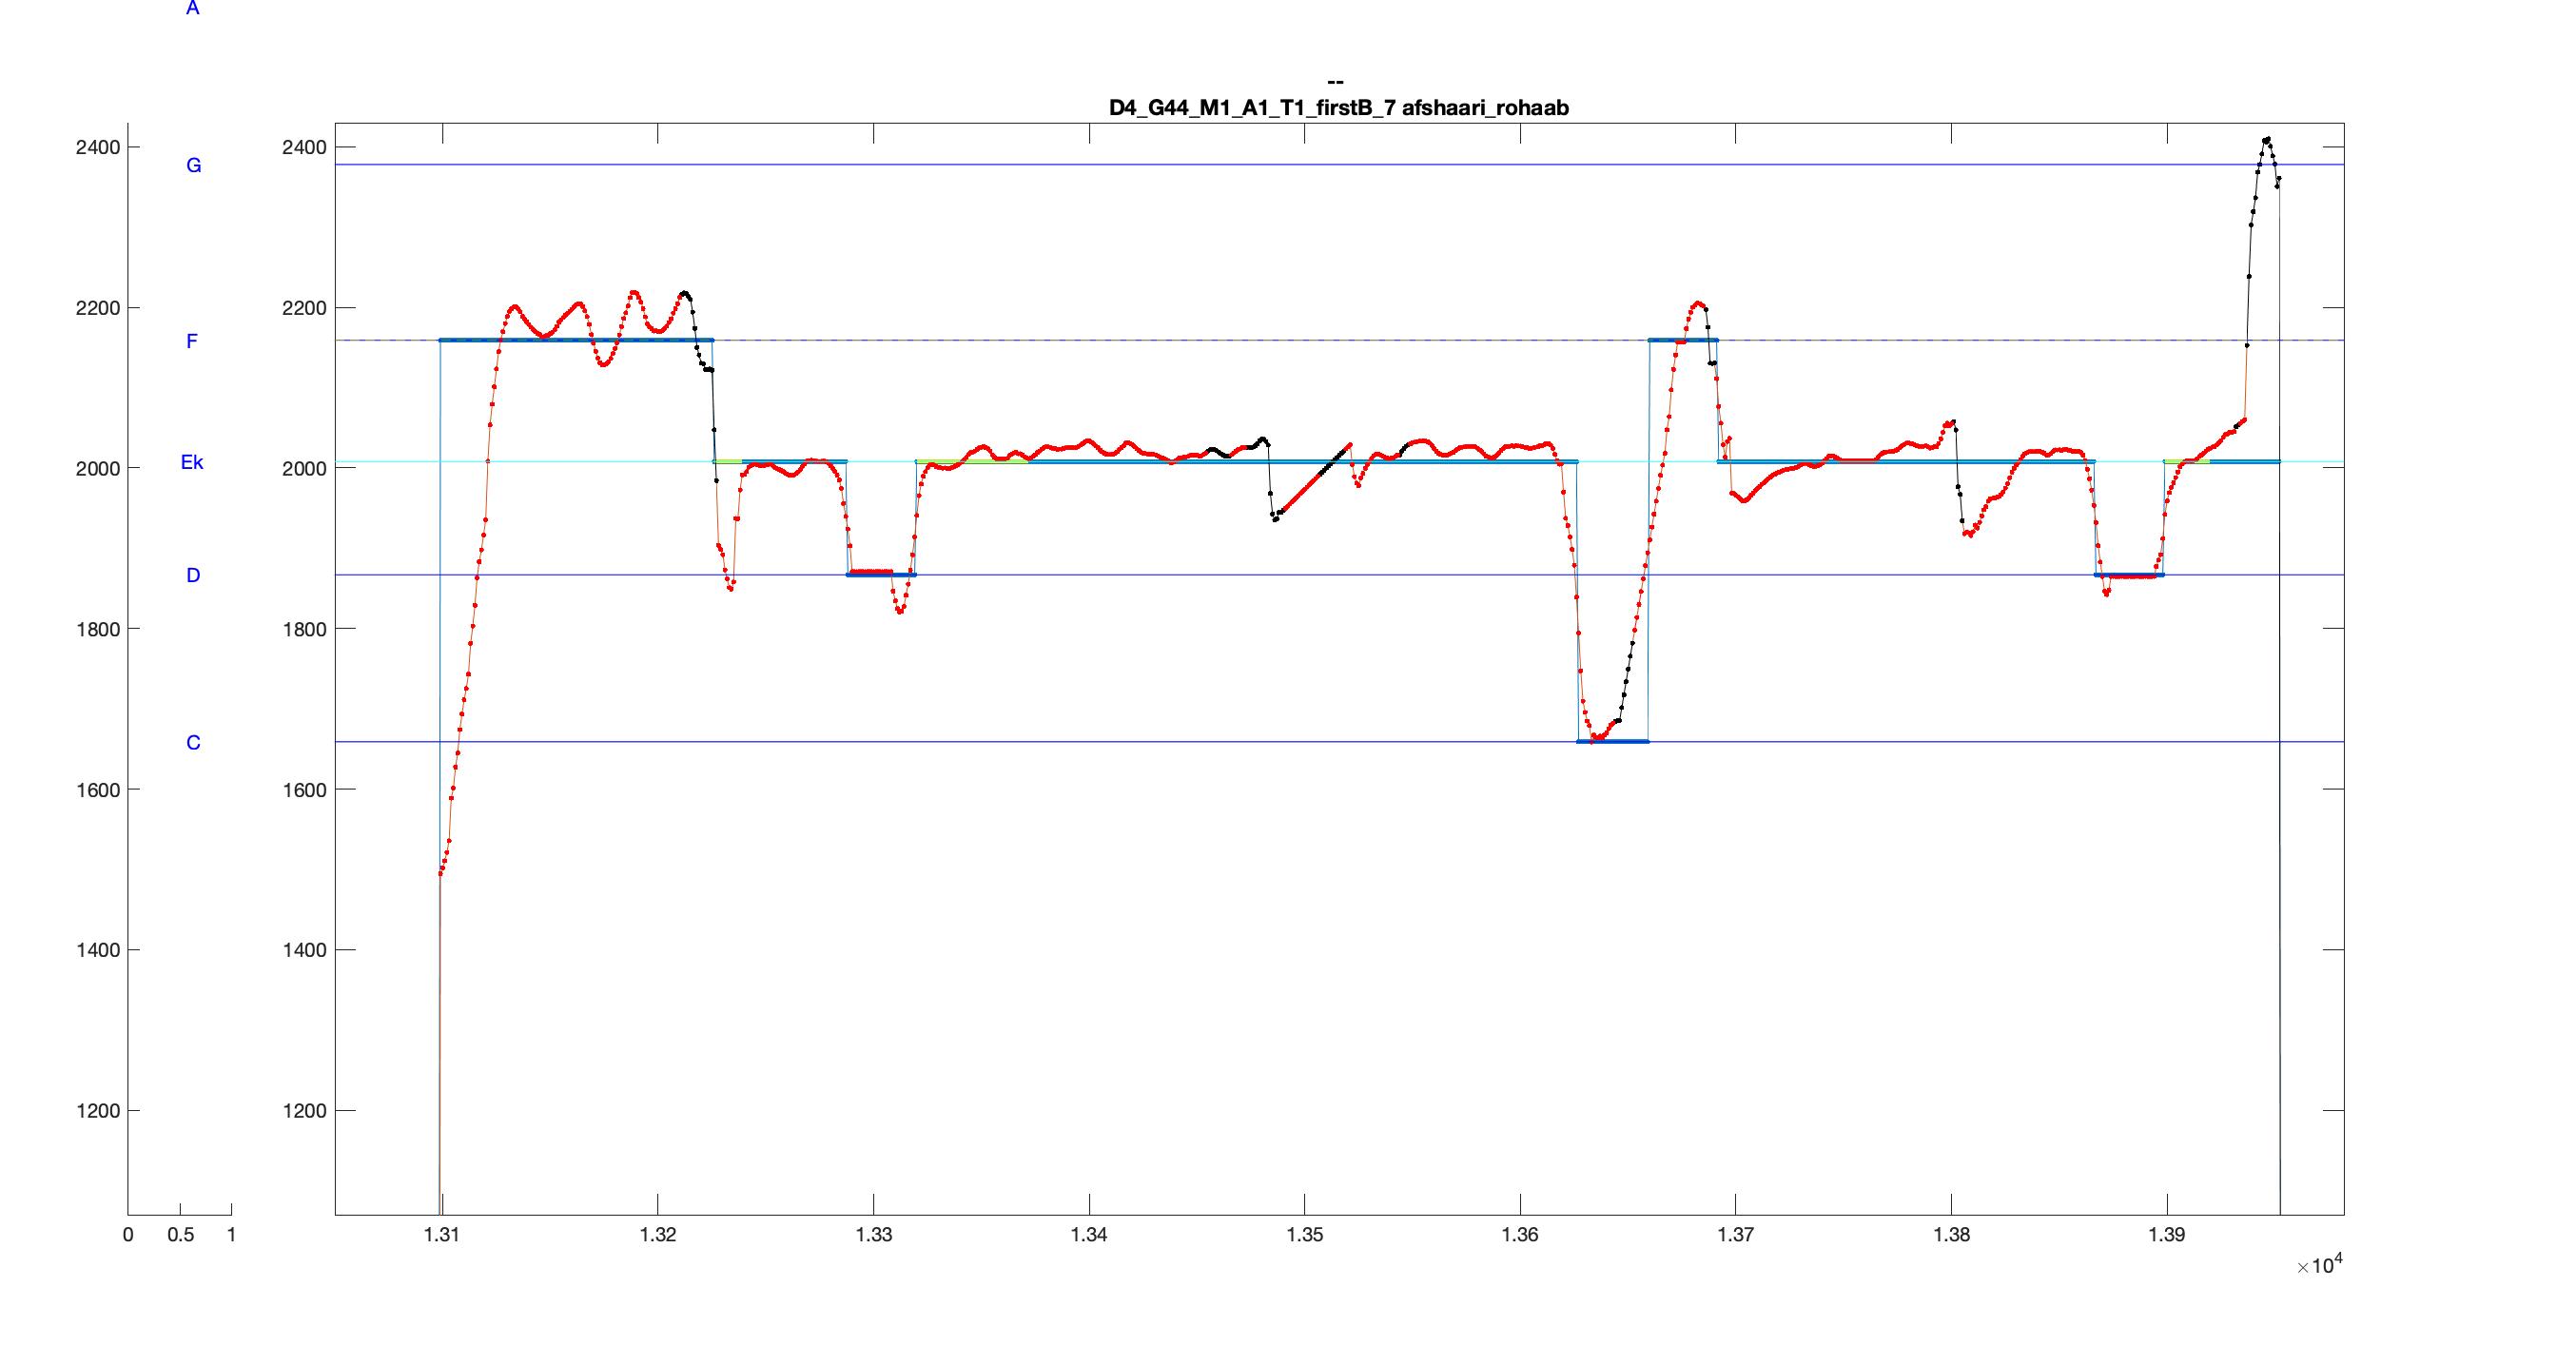 A
--
D4_G44_M1_A1_T1_firstB_7 afshaari_rohaab
2400 G 2400
2200 2200
F
2000 Ek 2000
D
1800 1800
C
1600 1600
1400 1400
1200 1200
0 0.5 1 1.31 1.32 1.33 1.34 1.35 1.36 1.37 1.38 1.39
×10⁴